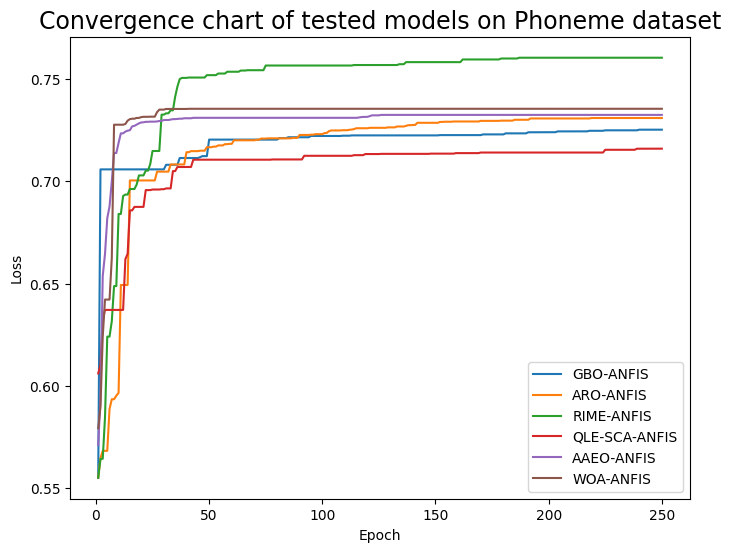 Convergence chart of tested models on Phoneme dataset
0.75
0.70
0.65
0.60
0.55
Loss
0
50
100
150
200
250
Epoch
GBO-ANFIS
ARO-ANFIS
RIME-ANFIS
QLE-SCA-ANFIS
AAEO-ANFIS
WOA-ANFIS